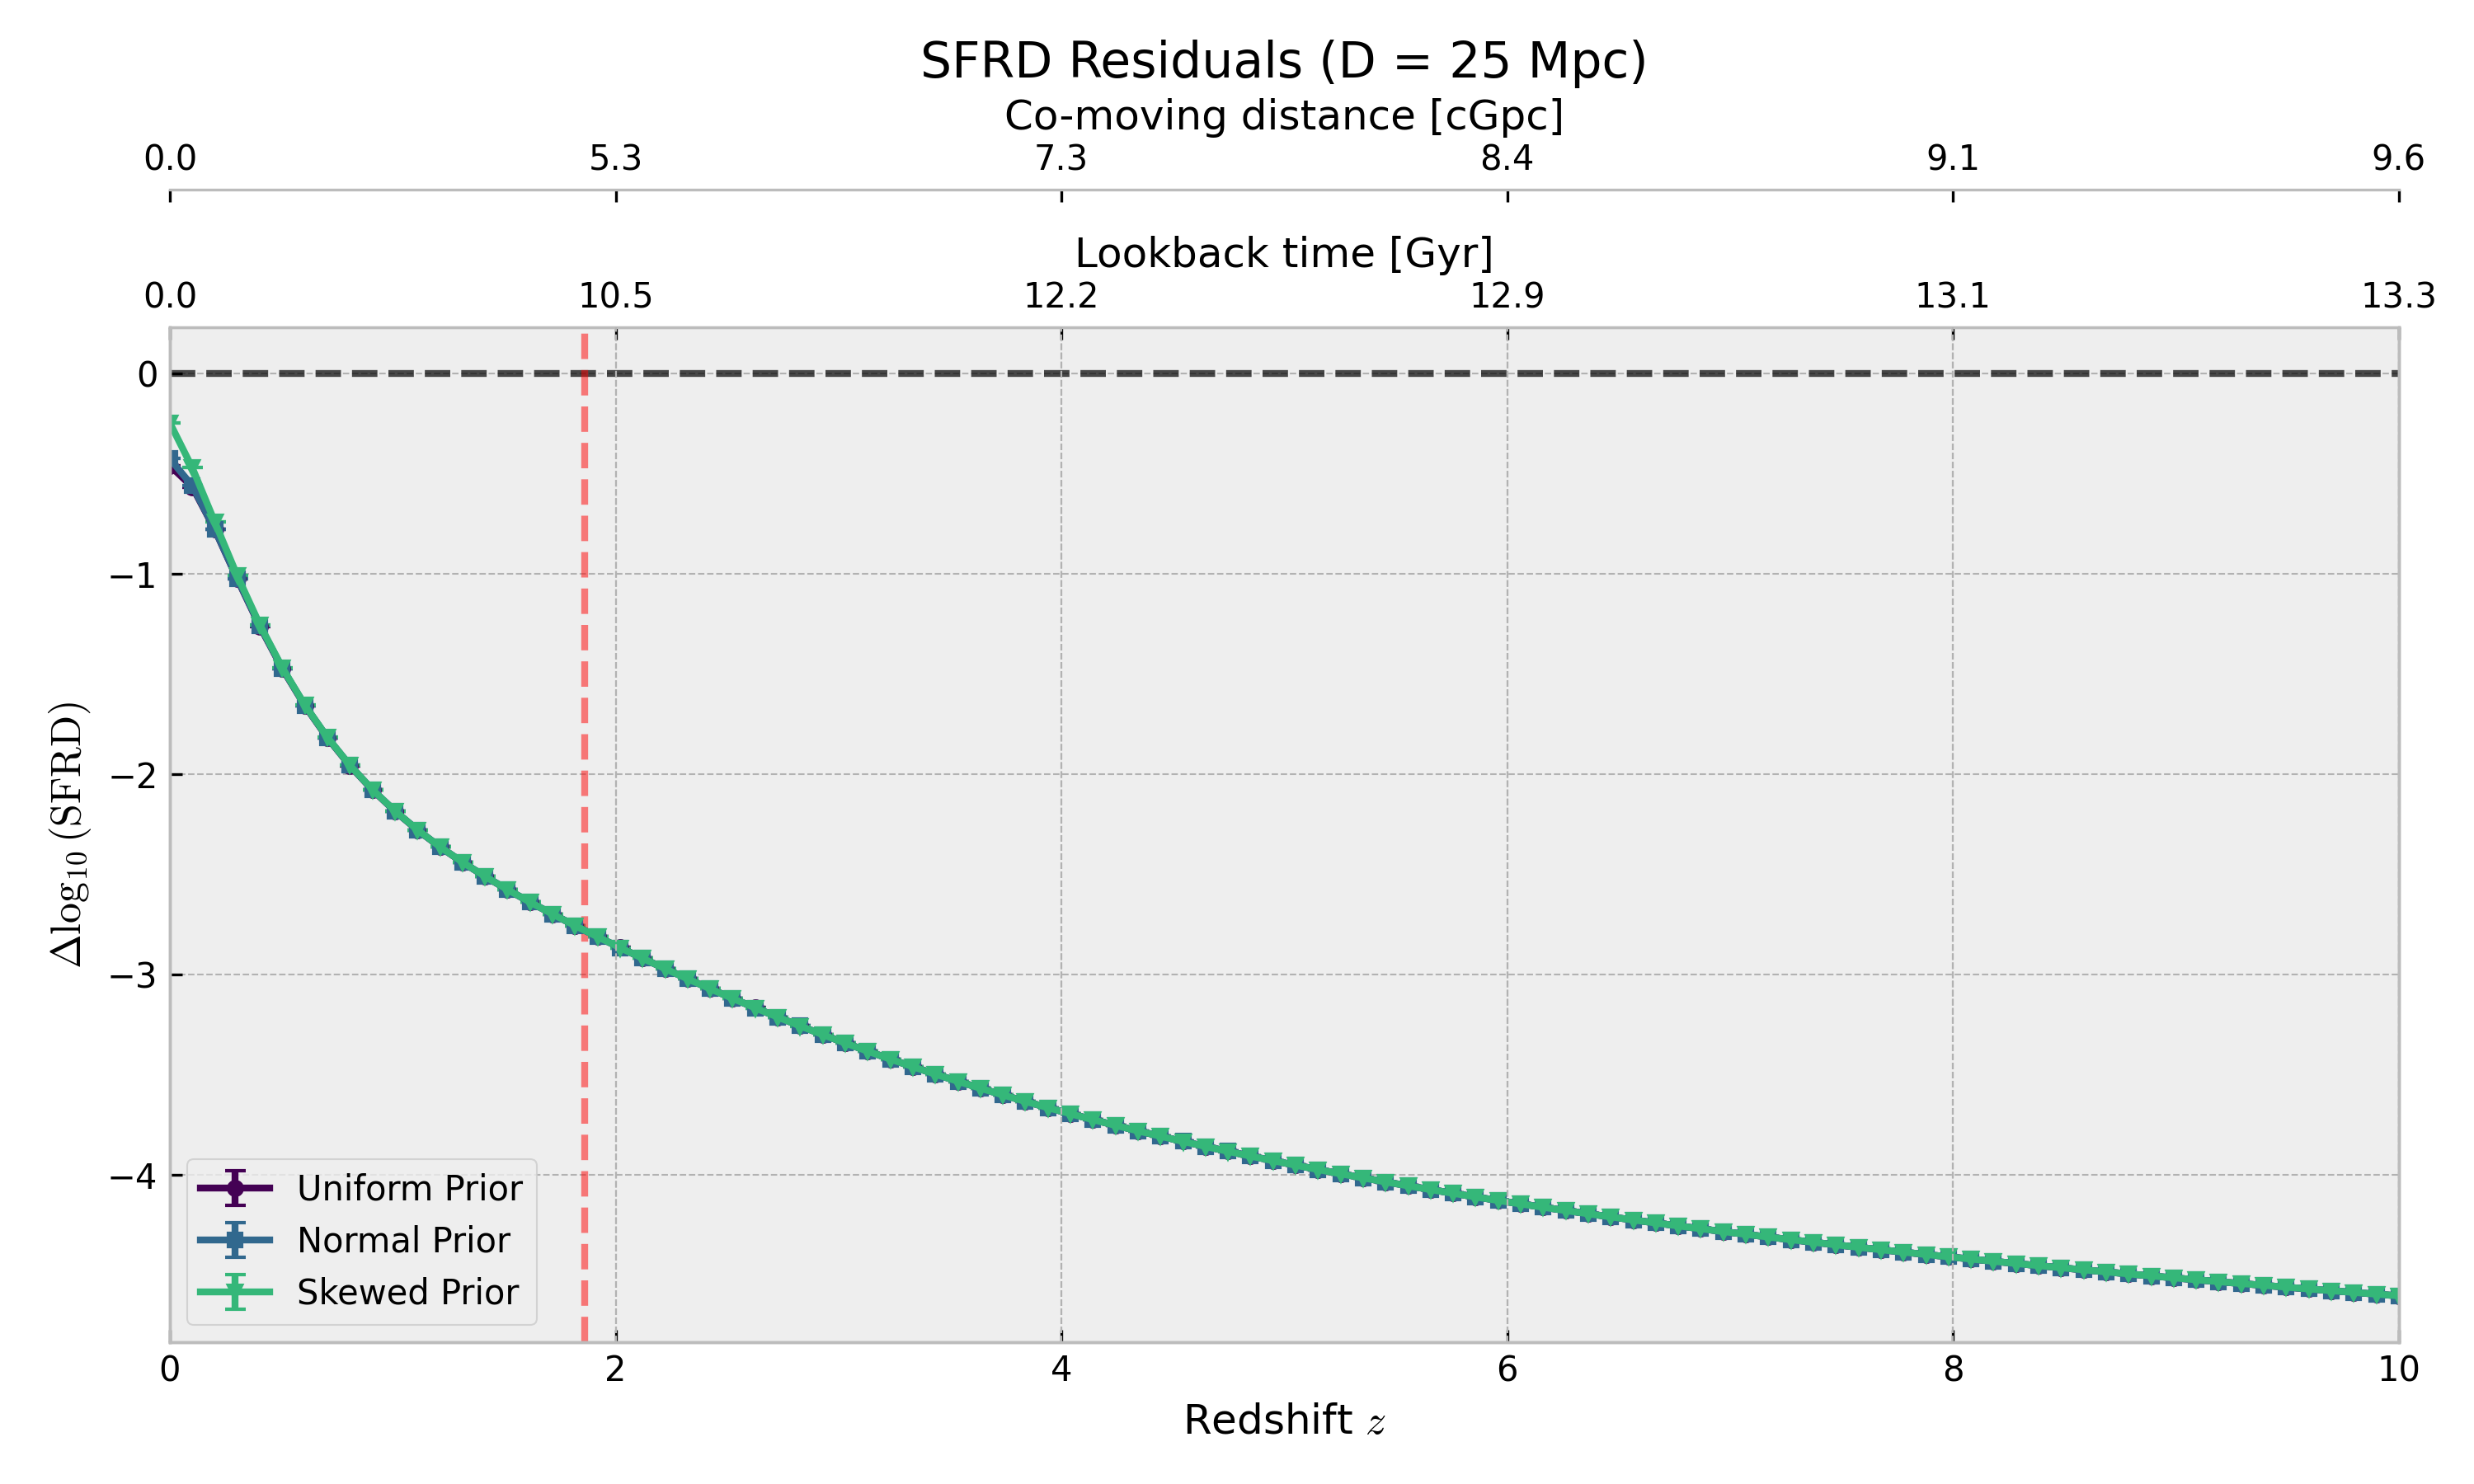 SFRD Residuals (D = 25 Mpc)
Co-moving distance [cGpc]
0.0 5.3 7.3 8.4 9.1 9.6
Lookback time [Gyr]
0.0 10.5 12.2 12.9 13.1 13.3
0
−1
−2
−3
−4
Δlog₁₀(SFRD)
Uniform Prior
Normal Prior
Skewed Prior
0 2 4 6 8 10
Redshift z